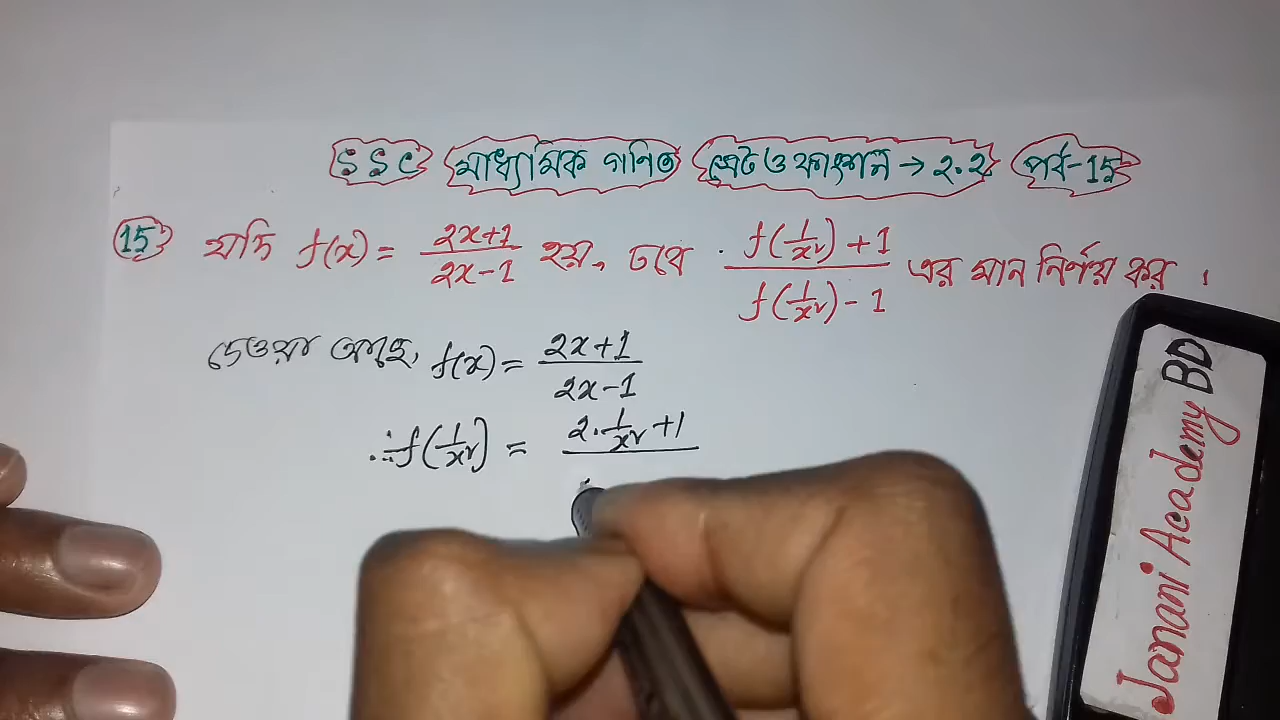 SSC মাধ্যমিক গণিত সেট ও ফাংশন → ২.২ পর্ব-15
15 যদি f(x) = (2x+1)/(2x-1) হয়, তবে (f(1/x²)+1)/(f(1/x²)-1) এর মান নির্ণয় কর।
দেওয়া আছে, f(x) = (2x+1)/(2x-1)
∴ f(1/x²) = 2·1/x²+1
Janani Academy BD